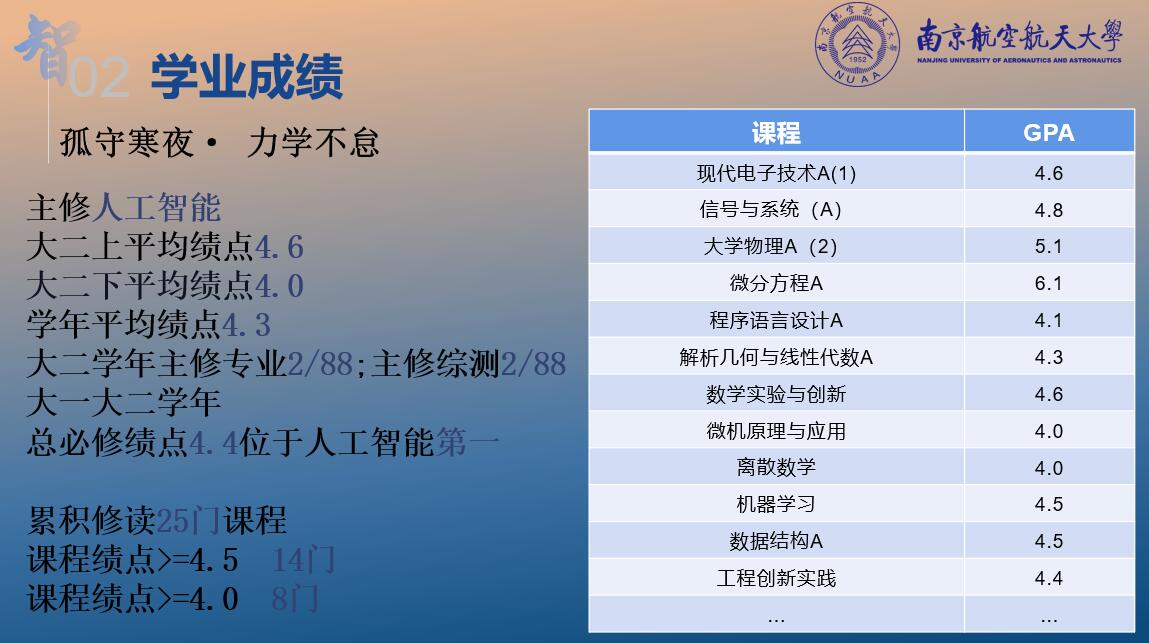 智
02 学业成绩
南京航空航天大学
1952
NUAA
南京航空航天大學
NANJING UNIVERSITY OF AERONAUTICS AND ASTRONAUTICS
孤守寒夜• 力学不怠
主修人工智能
大二上平均绩点4.6
大二下平均绩点4.0
学年平均绩点4.3
大二学年主修专业2/88;主修综测2/88
大一大二学年
总必修绩点4.4位于人工智能第一
累积修读25门课程
课程绩点>=4.5 14门
课程绩点>=4.0 8门
课程 GPA
现代电子技术A(1) 4.6
信号与系统（A） 4.8
大学物理A（2） 5.1
微分方程A 6.1
程序语言设计A 4.1
解析几何与线性代数A 4.3
数学实验与创新 4.6
微机原理与应用 4.0
离散数学 4.0
机器学习 4.5
数据结构A 4.5
工程创新实践 4.4
... ...